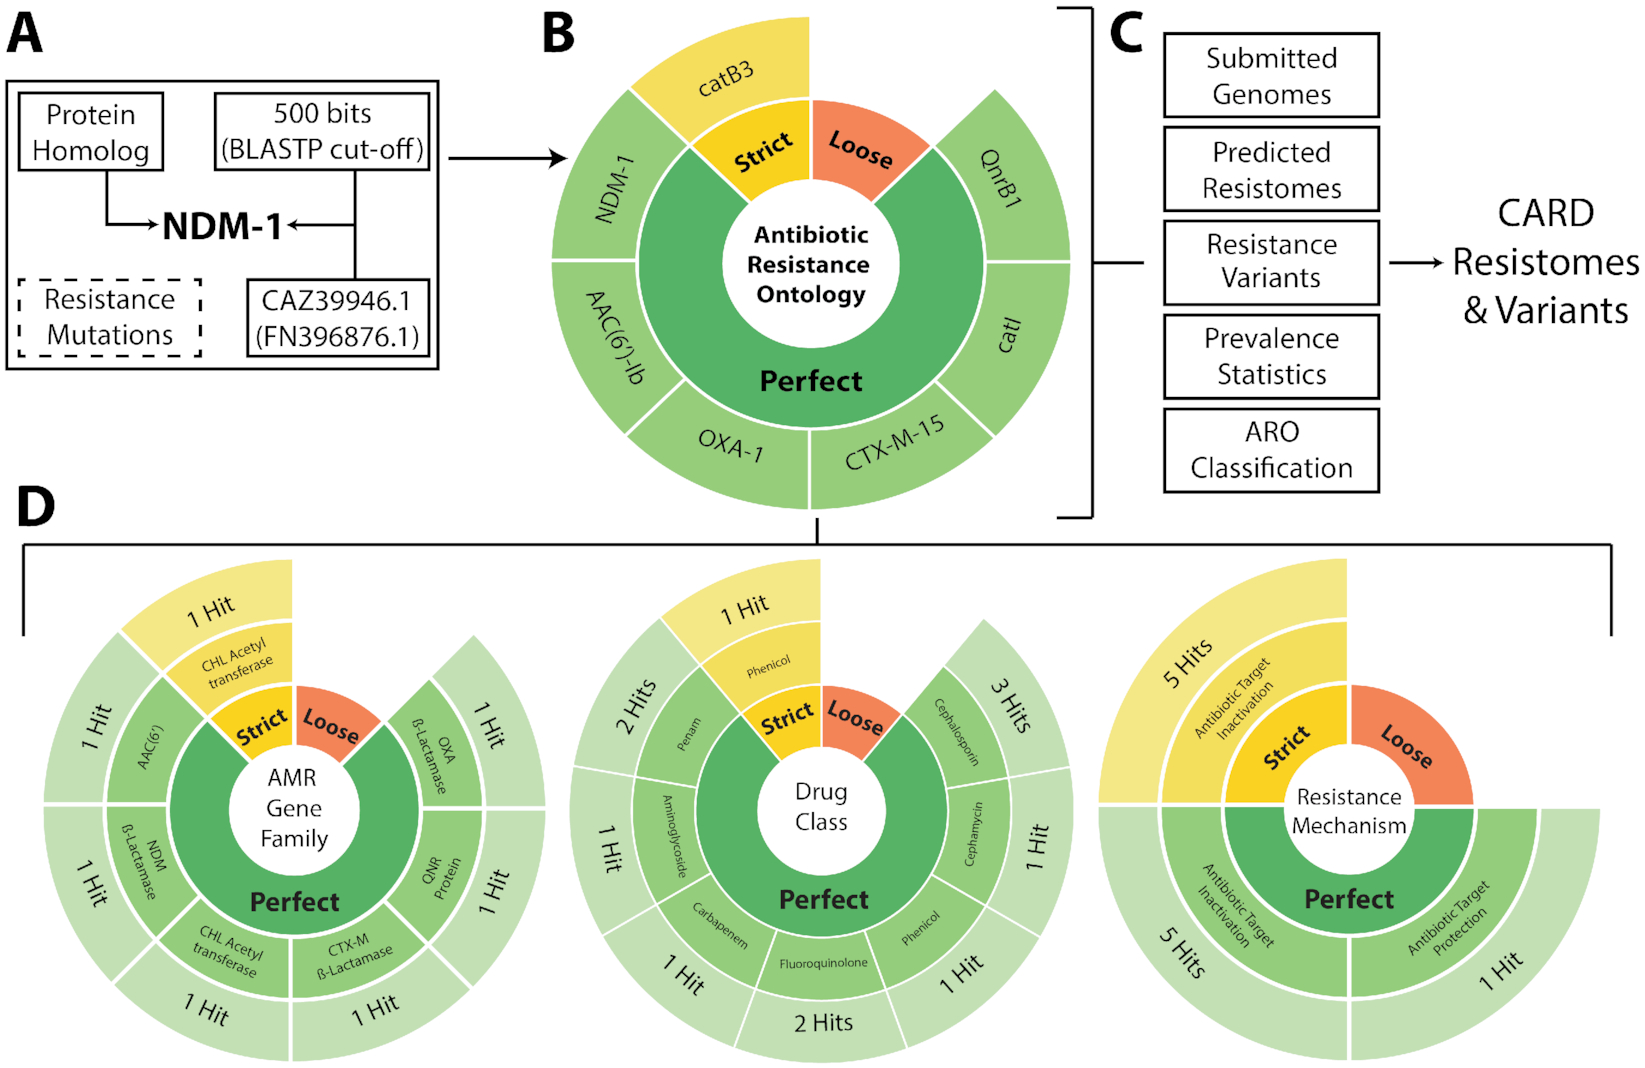 A
Protein
Homolog
500 bits
(BLASTP cut-off)
NDM-1
Resistance
Mutations
CAZ39946.1
(FN396876.1)
B
catB3
Strict
Loose
NDM-1
QnrB1
Antibiotic
Resistance
Ontology
AAC(6')-Ib
catI
Perfect
OXA-1
CTX-M-15
C
Submitted
Genomes
Predicted
Resistomes
Resistance
Variants
Prevalence
Statistics
ARO
Classification
CARD
Resistomes
& Variants
D
1 Hit
CHL Acetyl
transferase
Strict
Loose
1 Hit
AAC(6')
OXA
ß-Lactamase
1 Hit
AMR
Gene
Family
1 Hit
NDM
ß-Lactamase
QNR
Protein
1 Hit
Perfect
CHL Acetyl
transferase
CTX-M
ß-Lactamase
1 Hit
1 Hit
1 Hit
Phenicol
Strict
Loose
2 Hits
Penam
Cephalosporin
3 Hits
Drug
Class
1 Hit
Aminoglycoside
Cephamycin
1 Hit
Perfect
Carbapenem
Phenicol
Fluoroquinolone
1 Hit
1 Hit
2 Hits
5 Hits
Antibiotic Target
Inactivation
Strict
Loose
Resistance
Mechanism
Perfect
Antibiotic Target
Inactivation
Antibiotic Target
Protection
5 Hits
1 Hit